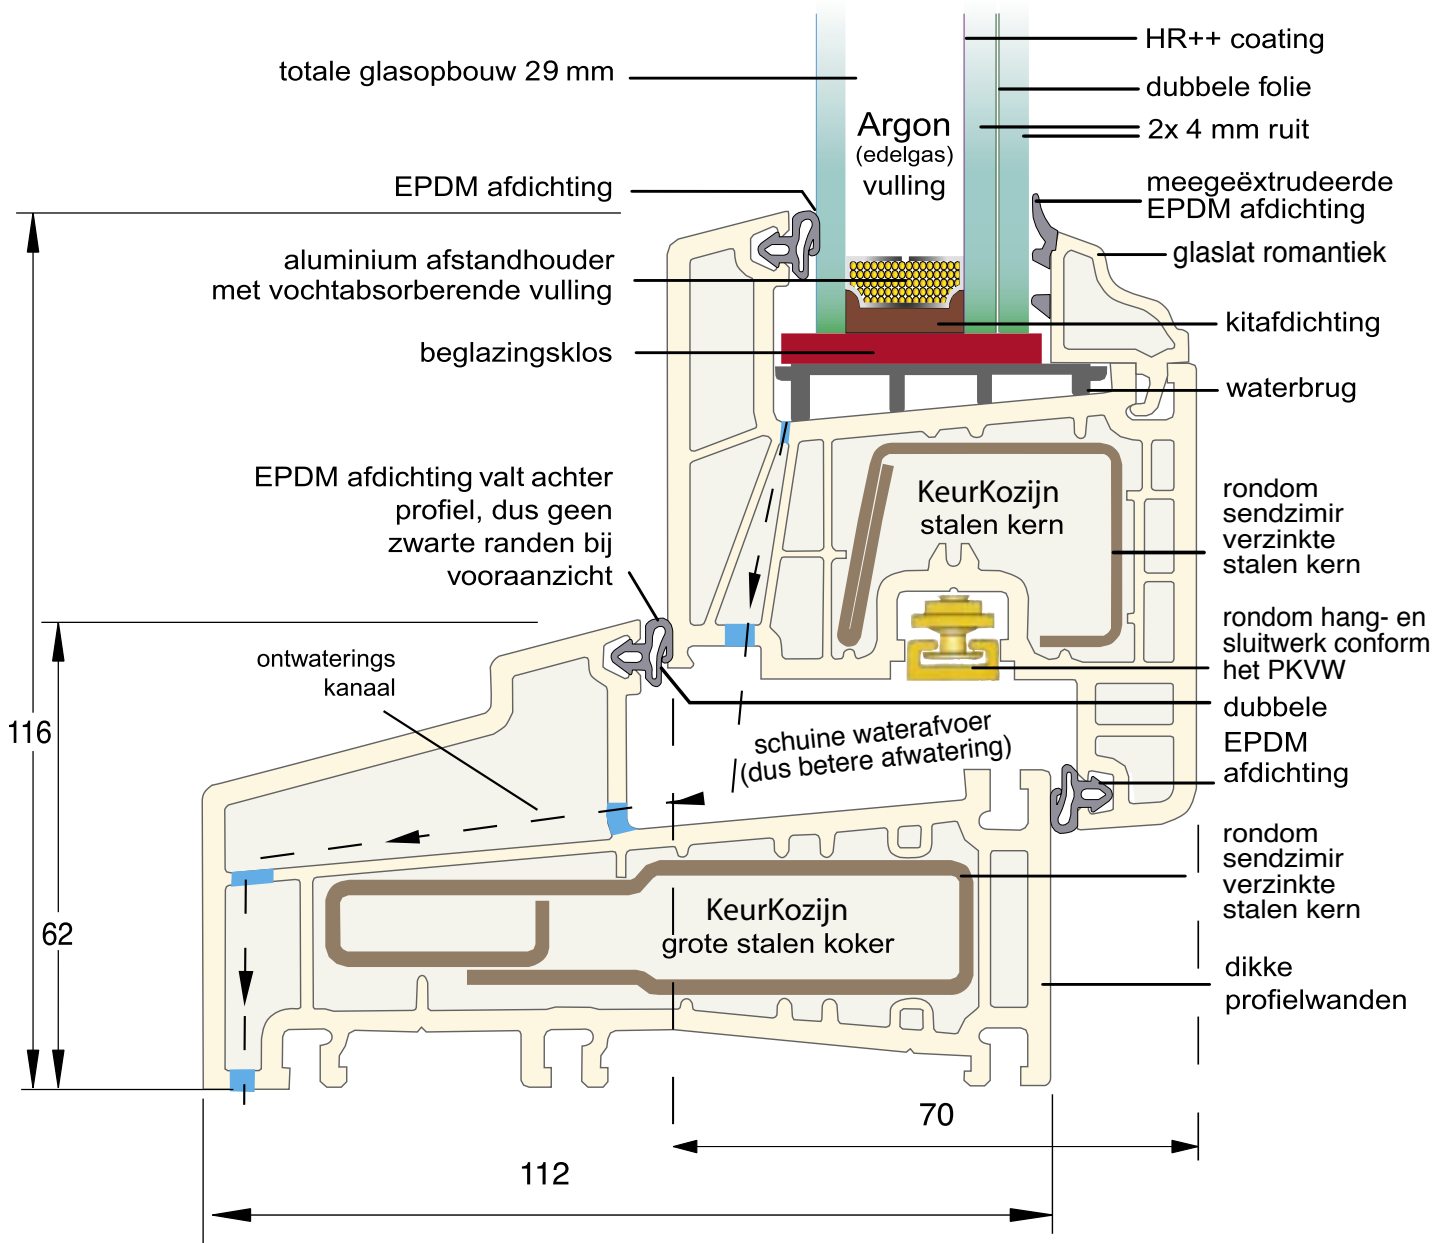 totale glasopbouw 29 mm
EPDM afdichting
aluminium afstandhouder
met vochtabsorberende vulling
beglazingsklos
EPDM afdichting valt achter
profiel, dus geen
zwarte randen bij
vooraanzicht
ontwaterings
kanaal
116
62
Argon
(edelgas)
vulling
KeurKozijn
stalen kern
schuine waterafvoer
(dus betere afwatering)
KeurKozijn
grote stalen koker
HR++ coating
dubbele folie
2x 4 mm ruit
meegeëxtrudeerde
EPDM afdichting
glaslat romantiek
kitafdichting
waterbrug
rondom
sendzimir
verzinkte
stalen kern
rondom hang- en
sluitwerk conform
het PKVW
dubbele
EPDM
afdichting
rondom
sendzimir
verzinkte
stalen kern
dikke
profielwanden
70
112